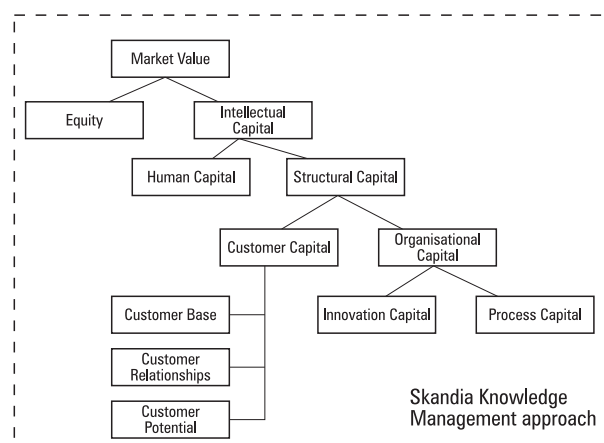 Market Value
Equity
Intellectual
Capital
Human Capital
Structural Capital
Customer Capital
Organisational
Capital
Customer Base
Innovation Capital
Process Capital
Customer
Relationships
Customer
Potential
Skandia Knowledge
Management approach